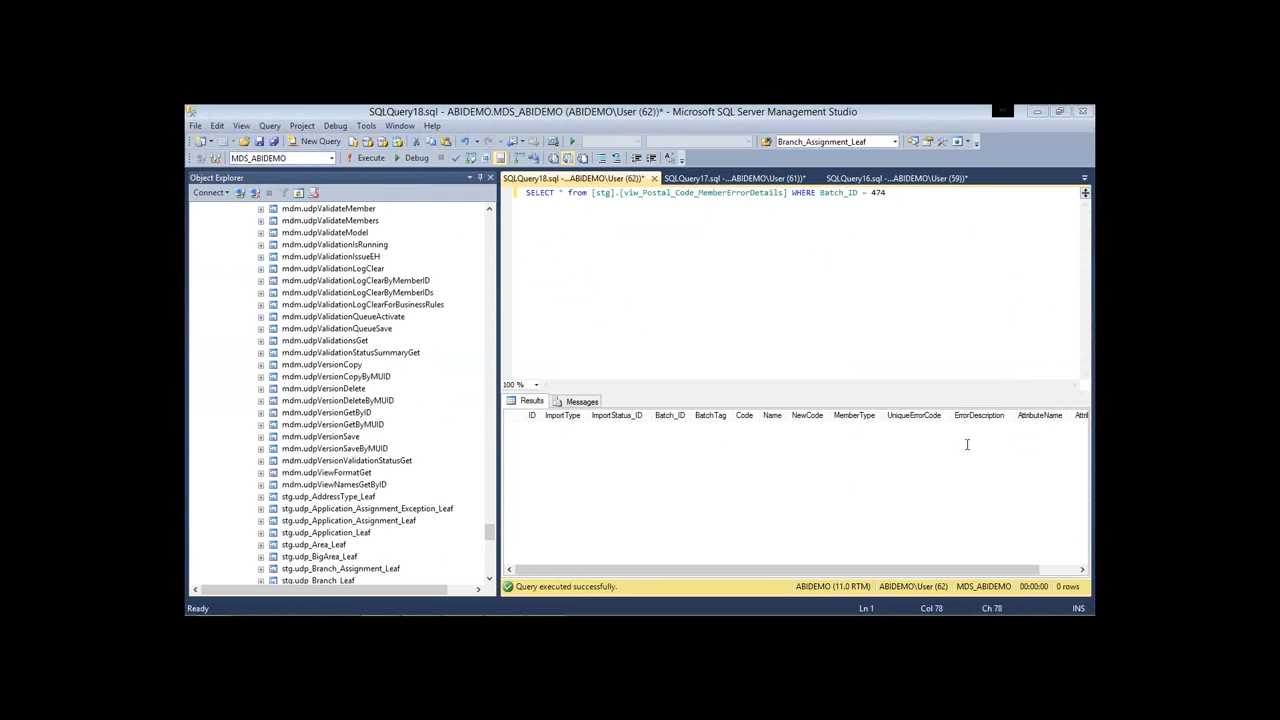 SQLQuery18.sql - ABIDEMO.MDS_ABIDEMO (ABIDEMO\User (62))* - Microsoft SQL Server Management Studio
File Edit View Query Project Debug Tools Window Help
New Query Branch_Assignment_Leaf
MDS_ABIDEMO Execute Debug
Object Explorer
Connect
mdm.udpValidateMember
mdm.udpValidateMembers
mdm.udpValidateModel
mdm.udpValidationIsRunning
mdm.udpValidationIssueEH
mdm.udpValidationLogClear
mdm.udpValidationLogClearByMemberID
mdm.udpValidationLogClearByMemberIDs
mdm.udpValidationLogClearForBusinessRules
mdm.udpValidationQueueActivate
mdm.udpValidationQueueSave
mdm.udpValidationsGet
mdm.udpValidationStatusSummaryGet
mdm.udpVersionCopy
mdm.udpVersionCopyByMUID
mdm.udpVersionDelete
mdm.udpVersionDeleteByMUID
mdm.udpVersionGetByID
mdm.udpVersionGetByMUID
mdm.udpVersionSave
mdm.udpVersionSaveByMUID
mdm.udpVersionValidationStatusGet
mdm.udpViewFormatGet
mdm.udpViewNamesGetByID
stg.udp_AddressType_Leaf
stg.udp_Application_Assignment_Exception_Leaf
stg.udp_Application_Assignment_Leaf
stg.udp_Application_Leaf
stg.udp_Area_Leaf
stg.udp_BigArea_Leaf
stg.udp_Branch_Assignment_Leaf
stg.udp_Branch_Leaf
SQLQuery18.sql -...ABIDEMO\User (62))* SQLQuery17.sql -...ABIDEMO\User (61))* SQLQuery16.sql -...ABIDEMO\User (59))*
SELECT * from [stg].[viw_Postal_Code_MemberErrorDetails] WHERE Batch_ID = 474
100 %
Results Messages
ID ImportType ImportStatus_ID Batch_ID BatchTag Code Name NewCode MemberType UniqueErrorCode ErrorDescription AttributeName Attri
Query executed successfully. ABIDEMO (11.0 RTM) ABIDEMO\User (62) MDS_ABIDEMO 00:00:00 0 rows
Ready Ln 1 Col 78 Ch 78 INS